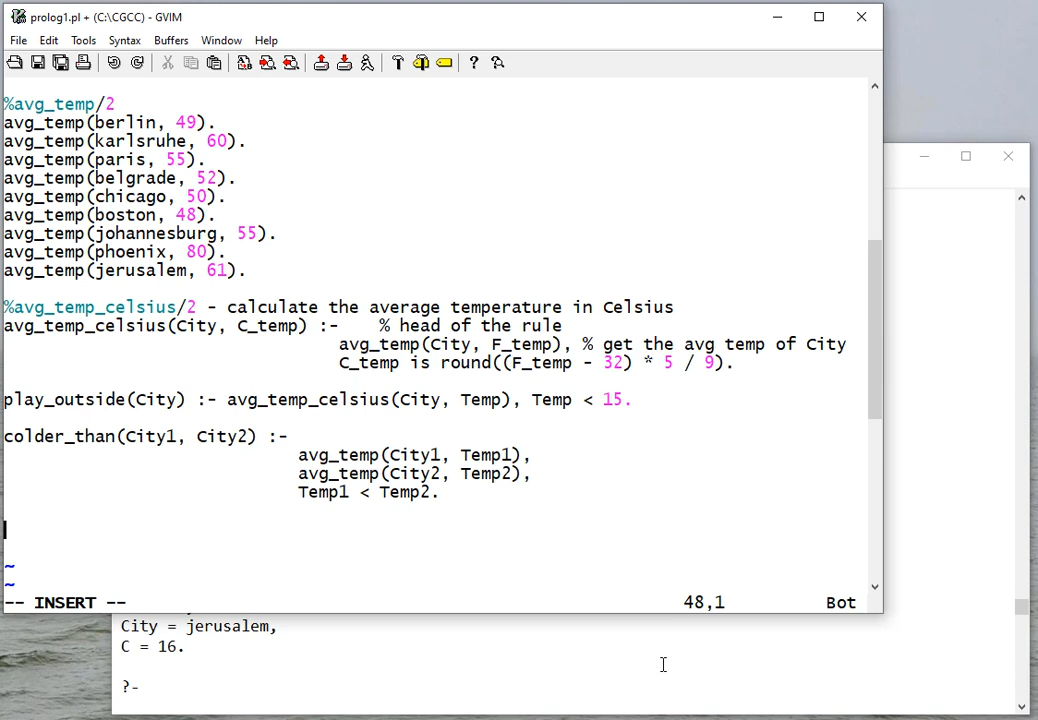 prolog1.pl + (C:\CGCC) - GVIM
File Edit Tools Syntax Buffers Window Help
%avg_temp/2
avg_temp(berlin, 49).
avg_temp(karlsruhe, 60).
avg_temp(paris, 55).
avg_temp(belgrade, 52).
avg_temp(chicago, 50).
avg_temp(boston, 48).
avg_temp(johannesburg, 55).
avg_temp(phoenix, 80).
avg_temp(jerusalem, 61).
%avg_temp_celsius/2 - calculate the average temperature in Celsius
avg_temp_celsius(City, C_temp) :- % head of the rule
avg_temp(City, F_temp), % get the avg temp of City
C_temp is round((F_temp - 32) * 5 / 9).
play_outside(City) :- avg_temp_celsius(City, Temp), Temp < 15.
colder_than(City1, City2) :-
avg_temp(City1, Temp1),
avg_temp(City2, Temp2),
Temp1 < Temp2.
~
~
-- INSERT -- 48,1 Bot
City = jerusalem,
C = 16.
?-